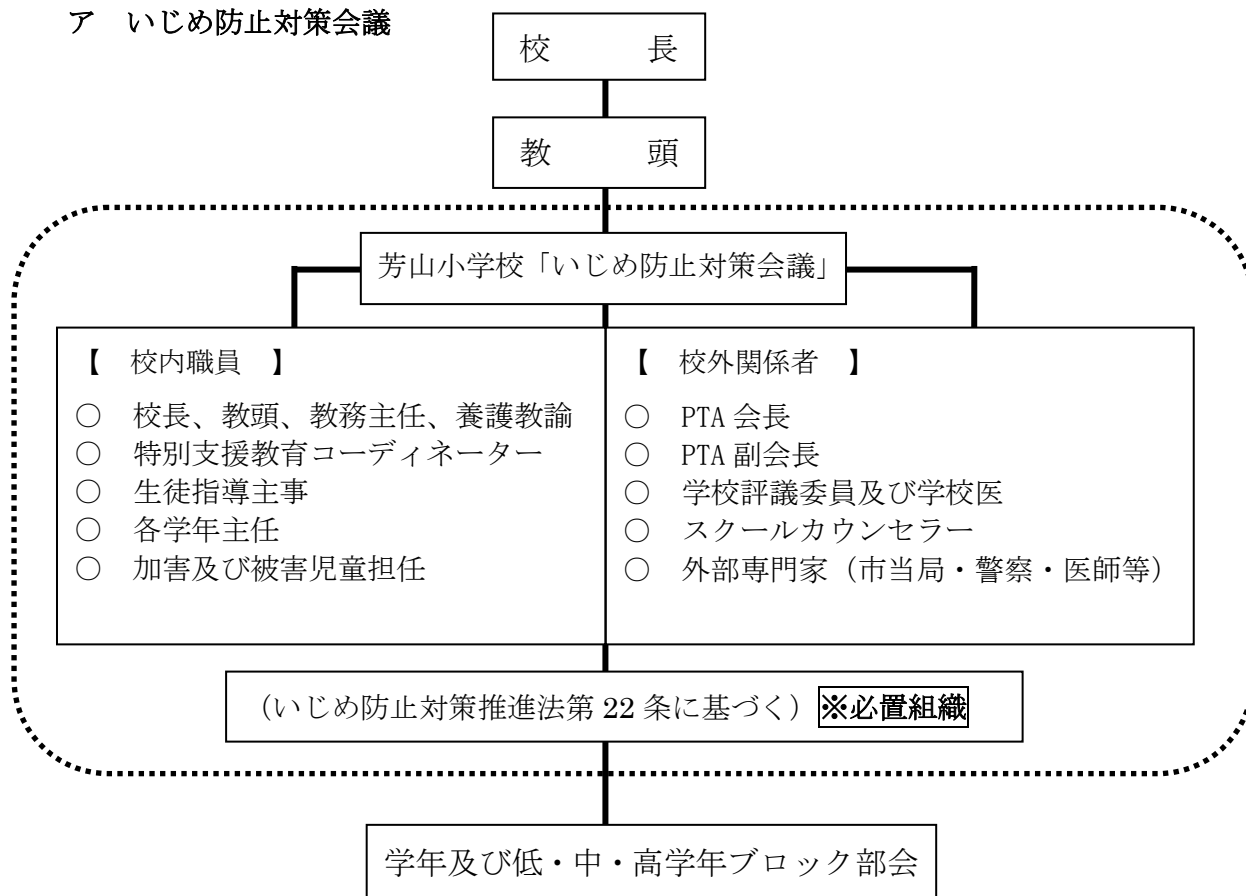 ア　いじめ防止対策会議
校　　　長
教　　　頭
芳山小学校「いじめ防止対策会議」
【　校内職員　】
○　校長、教頭、教務主任、養護教諭
○　特別支援教育コーディネーター
○　生徒指導主事
○　各学年主任
○　加害及び被害児童担任
【　校外関係者　】
○　PTA 会長
○　PTA 副会長
○　学校評議委員及び学校医
○　スクールカウンセラー
○　外部専門家（市当局・警察・医師等）
（いじめ防止対策推進法第 22 条に基づく）※必置組織
学年及び低・中・高学年ブロック部会